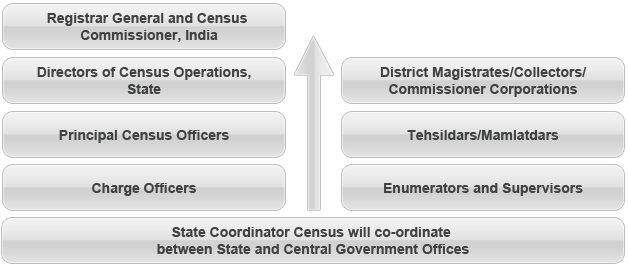 Registrar General and Census
Commissioner, India
Directors of Census Operations,
State
District Magistrates/Collectors/
Commissioner Corporations
Principal Census Officers
Tehsildars/Mamlatdars
Charge Officers
Enumerators and Supervisors
State Coordinator Census will co-ordinate
between State and Central Government Offices